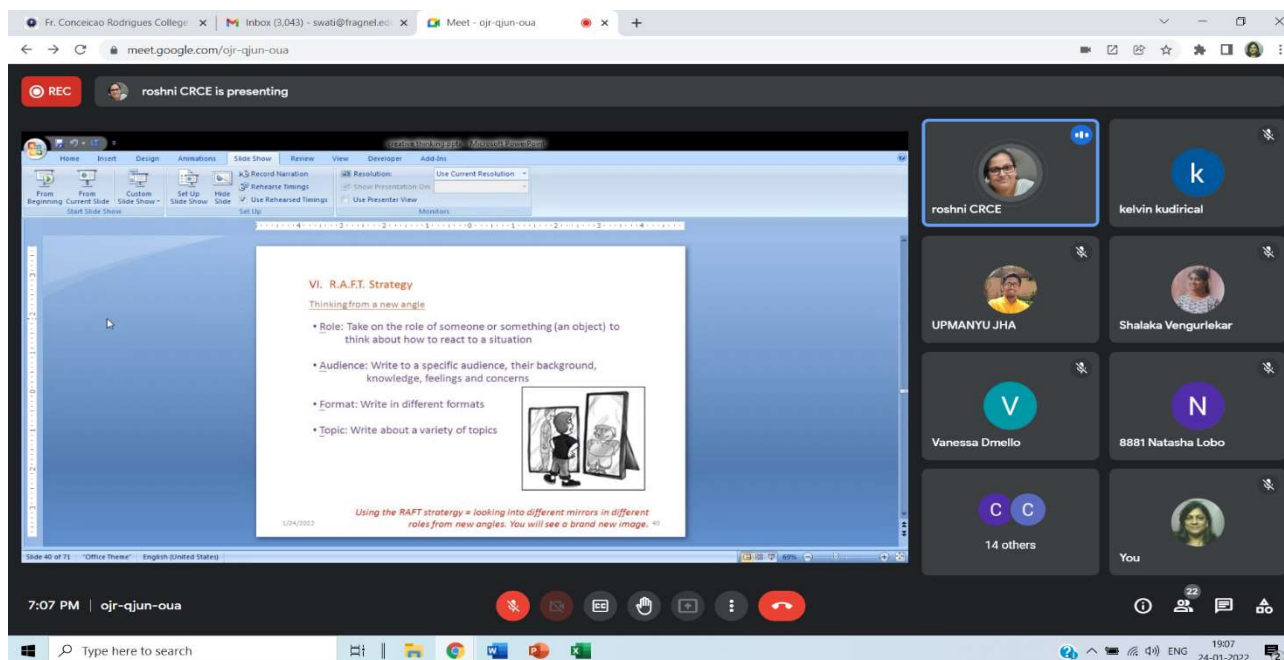 Fr. Conceicao Rodrigues College
Inbox (3,043) - swati@fragnel.ed
Meet - ojr-qjun-oua
meet.google.com/ojr-qjun-oua
REC
roshni CRCE is presenting
creative thinking.pptx - Microsoft PowerPoint
Home Insert Design Animations Slide Show Review View Developer Add-Ins
From Beginning
From Current Slide
Custom Slide Show
Set Up Slide Show
Hide Slide
Record Narration
Rehearse Timings
Use Rehearsed Timings
Resolution: Use Current Resolution
Show Presentation On:
Use Presenter View
Start Slide Show
Set Up
Monitors
VI. R.A.F.T. Strategy
Thinking from a new angle
• Role: Take on the role of someone or something (an object) to
think about how to react to a situation
• Audience: Write to a specific audience, their background,
knowledge, feelings and concerns
• Format: Write in different formats
• Topic: Write about a variety of topics
Using the RAFT stratergy = looking into different mirrors in different
roles from new angles. You will see a brand new image.
1/24/2022
40
Slide 40 of 71 "Office Theme" English (United States)
69%
roshni CRCE
k
kelvin kudirical
UPMANYU JHA
Shalaka Vengurlekar
V
Vanessa Dmello
N
8881 Natasha Lobo
C C
14 others
You
7:07 PM | ojr-qjun-oua
22
Type here to search
ENG
19:07
24-01-2022
2